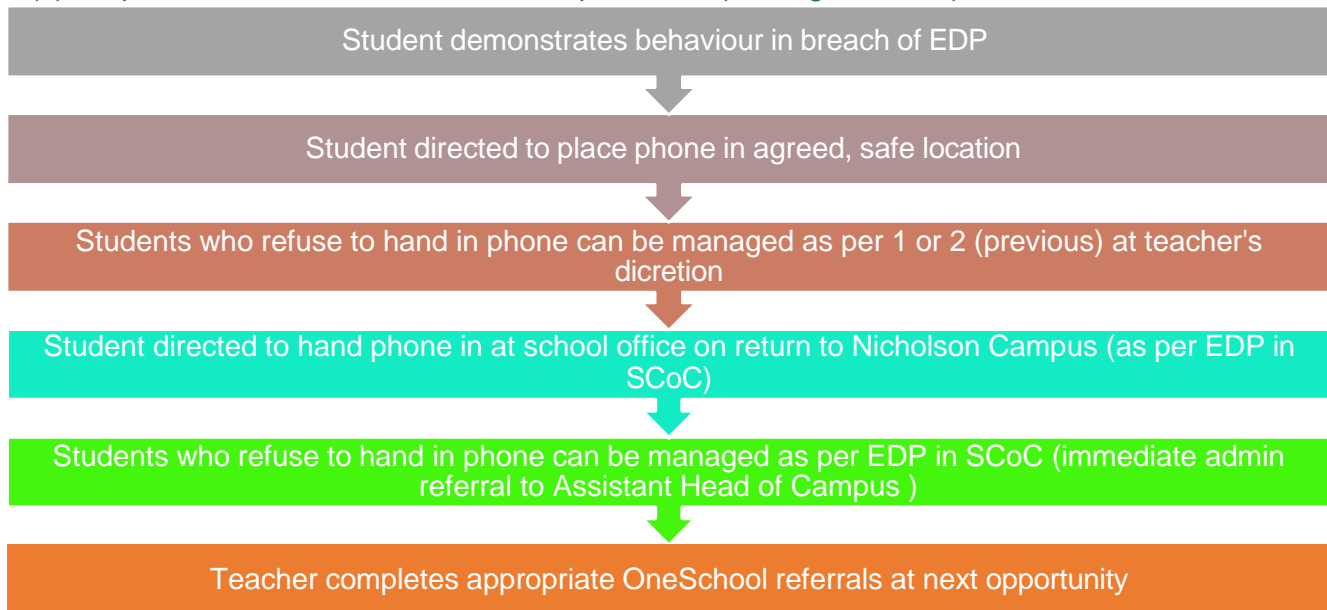 Student demonstrates behaviour in breach of EDP
Student directed to place phone in agreed, safe location
Students who refuse to hand in phone can be managed as per 1 or 2 (previous) at teacher's
dicretion
Student directed to hand phone in at school office on return to Nicholson Campus (as per EDP in
SCoC)
Students who refuse to hand in phone can be managed as per EDP in SCoC (immediate admin
referral to Assistant Head of Campus )
Teacher completes appropriate OneSchool referrals at next opportunity